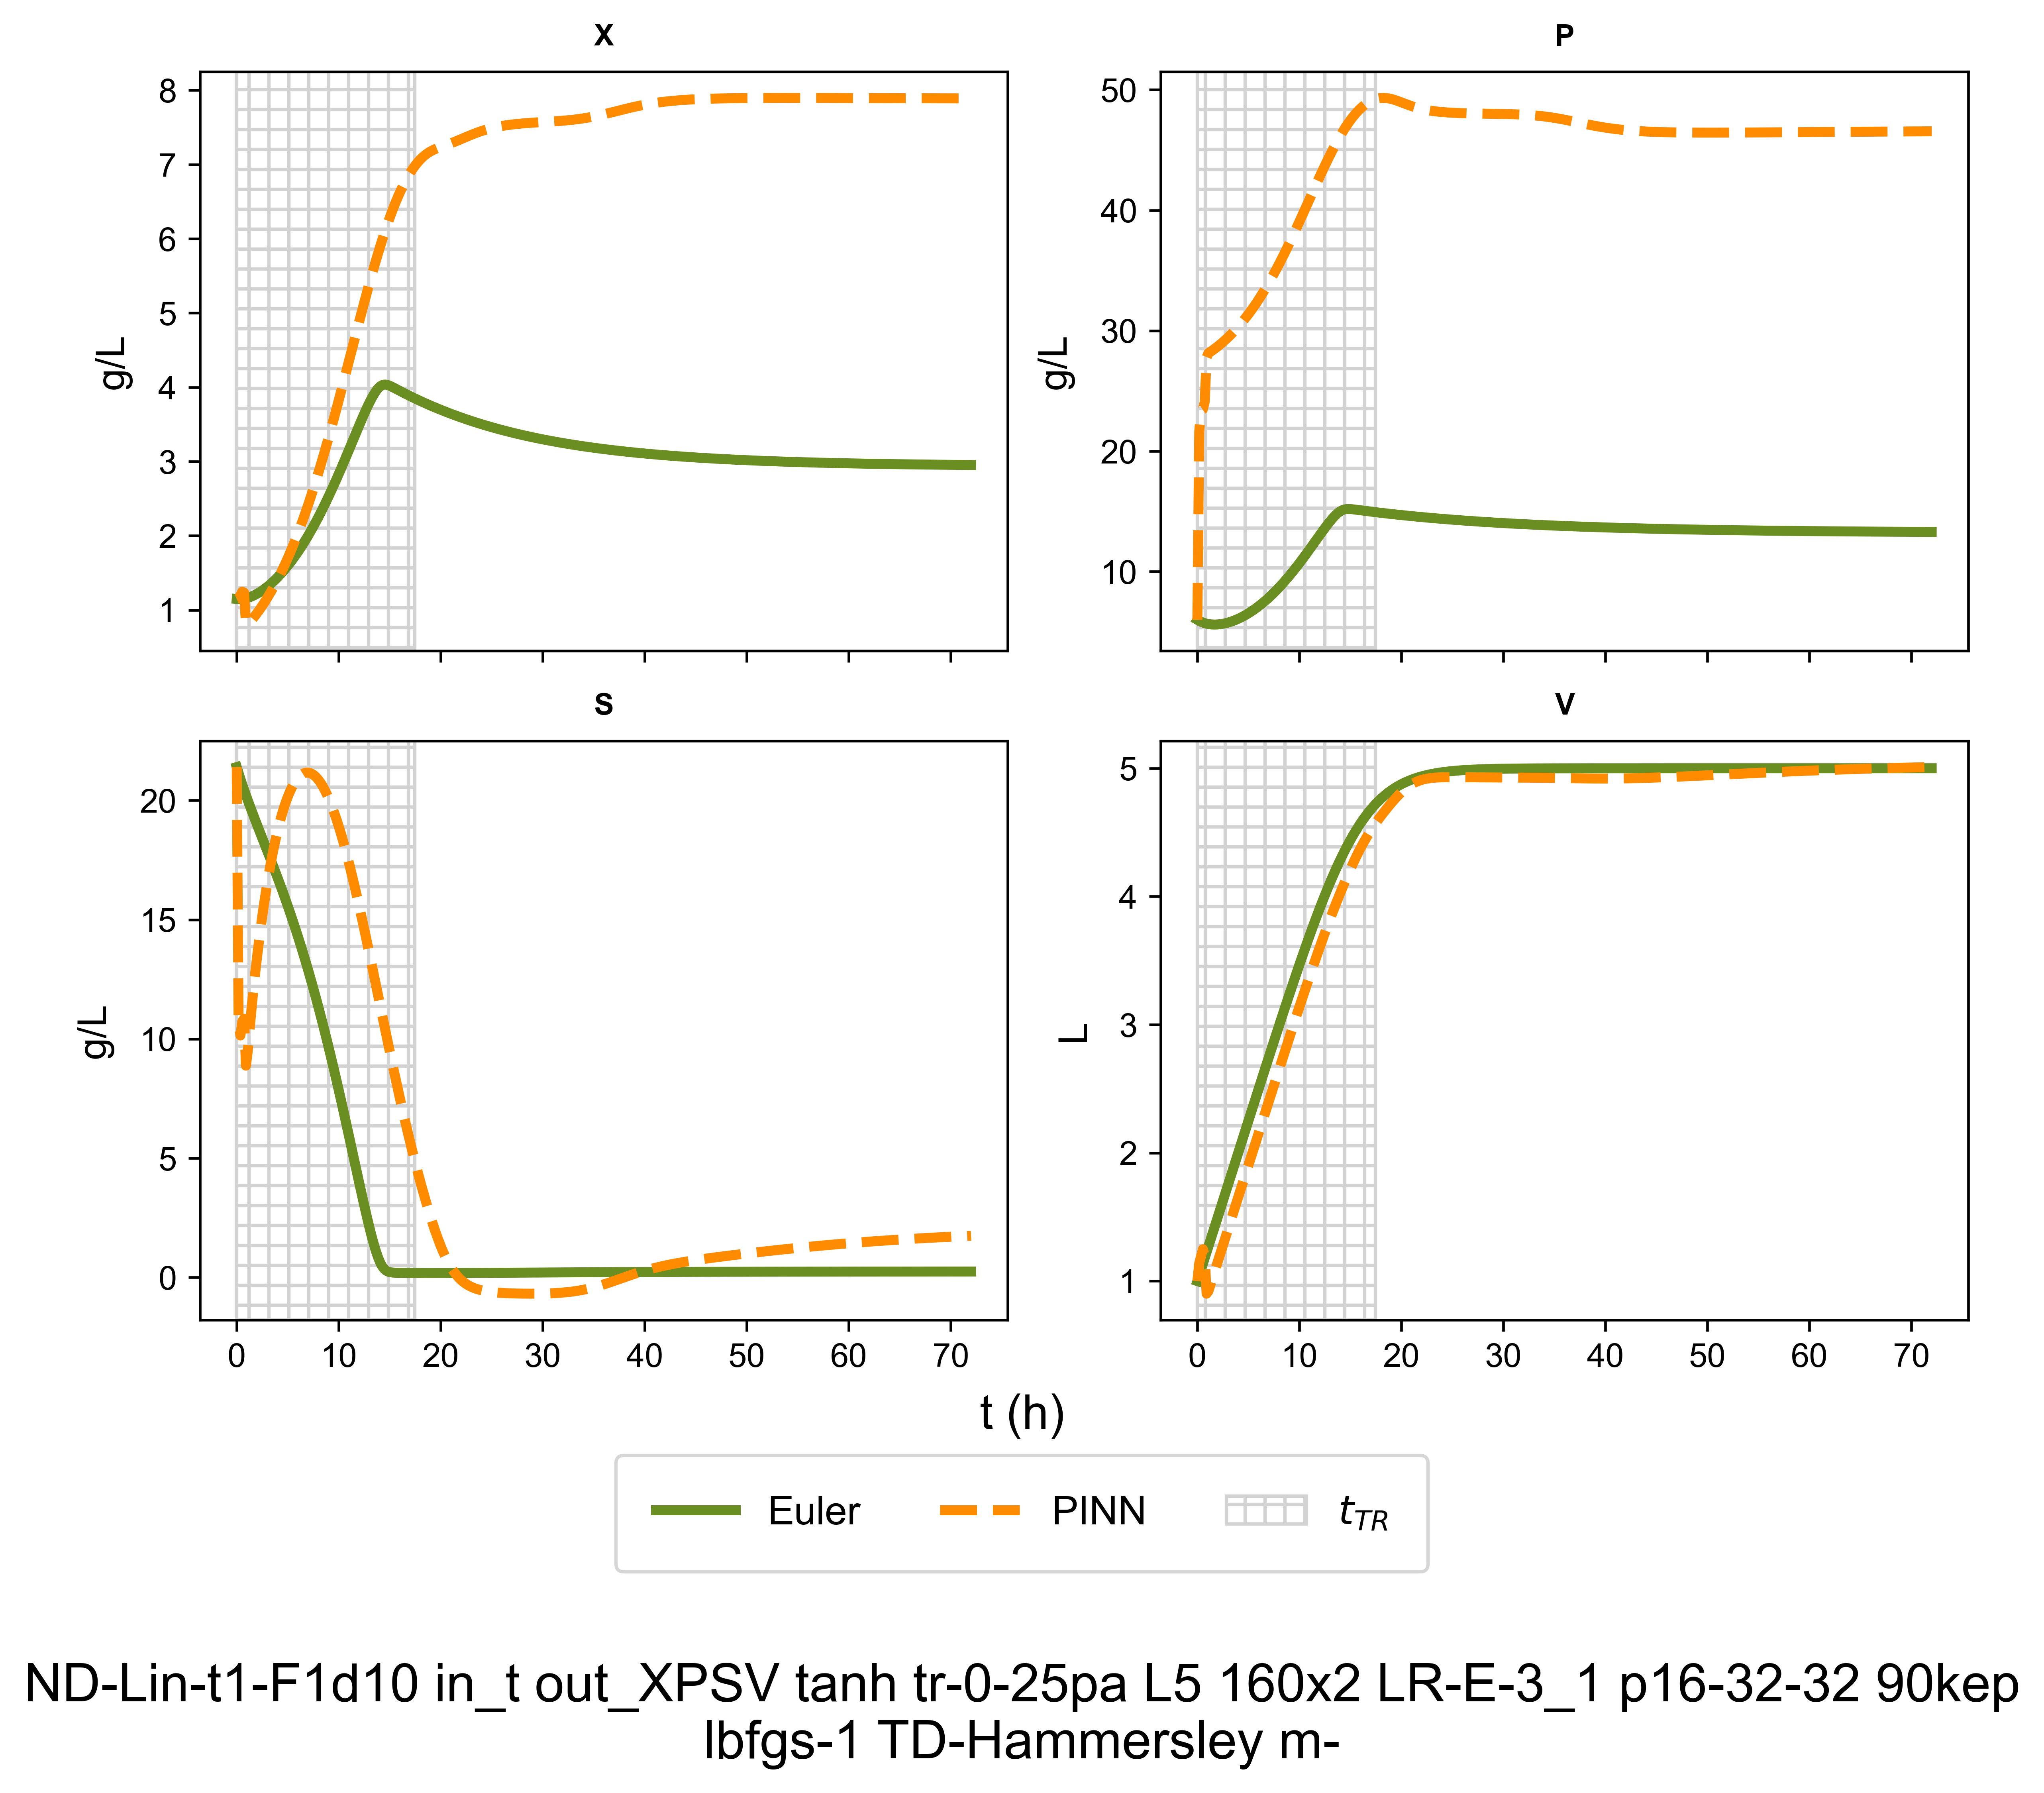 X
P
8
7
6
5
4
3
2
1
g/L
50
40
30
20
10
g/L
S
V
20
15
10
5
0
g/L
5
4
3
2
1
L
0 10 20 30 40 50 60 70
0 10 20 30 40 50 60 70
t (h)
Euler PINN t_{TR}
ND-Lin-t1-F1d10 in_t out_XPSV tanh tr-0-25pa L5 160x2 LR-E-3_1 p16-32-32 90kep
lbfgs-1 TD-Hammersley m-